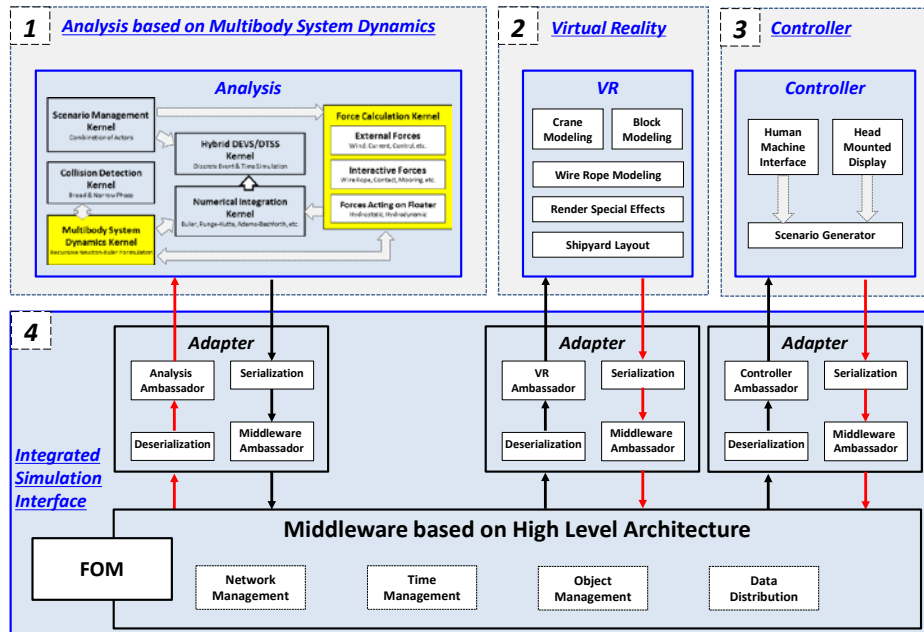 1
Analysis based on Multibody System Dynamics
Analysis
Scenario Management
Kernel
Combination of Actors
Hybrid DEVS/DTSS
Kernel
Discrete Event & Time Simulation
Collision Detection
Kernel
Broad & Narrow Phase
Numerical Integration
Kernel
Euler, Runge-Kutta, Adams-Bashforth, etc.
Multibody System
Dynamics Kernel
Recursive Newton-Euler Formulation
Force Calculation Kernel
External Forces
Wind, Current, Control, etc.
Interactive Forces
Wire Rope, Contact, Mooring, etc.
Forces Acting on Floater
Hydrostatic, Hydrodynamic
2
Virtual Reality
VR
Crane
Modeling
Block
Modeling
Wire Rope Modeling
Render Special Effects
Shipyard Layout
3
Controller
Controller
Human
Machine
Interface
Head
Mounted
Display
Scenario Generator
4
Integrated
Simulation
Interface
Adapter
Analysis
Ambassador
Serialization
Deserialization
Middleware
Ambassador
Adapter
VR
Ambassador
Serialization
Deserialization
Middleware
Ambassador
Adapter
Controller
Ambassador
Serialization
Deserialization
Middleware
Ambassador
Middleware based on High Level Architecture
FOM
Network
Management
Time
Management
Object
Management
Data
Distribution